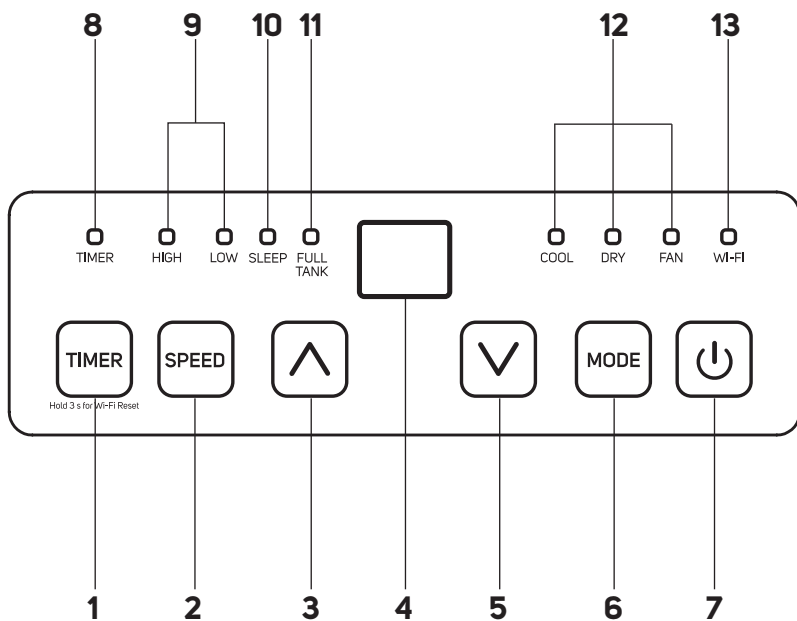 8 9 10 11 12 13
TIMER HIGH LOW SLEEP FULL TANK COOL DRY FAN WI-FI
TIMER SPEED MODE
Hold 3 s for Wi-Fi Reset
1 2 3 4 5 6 7